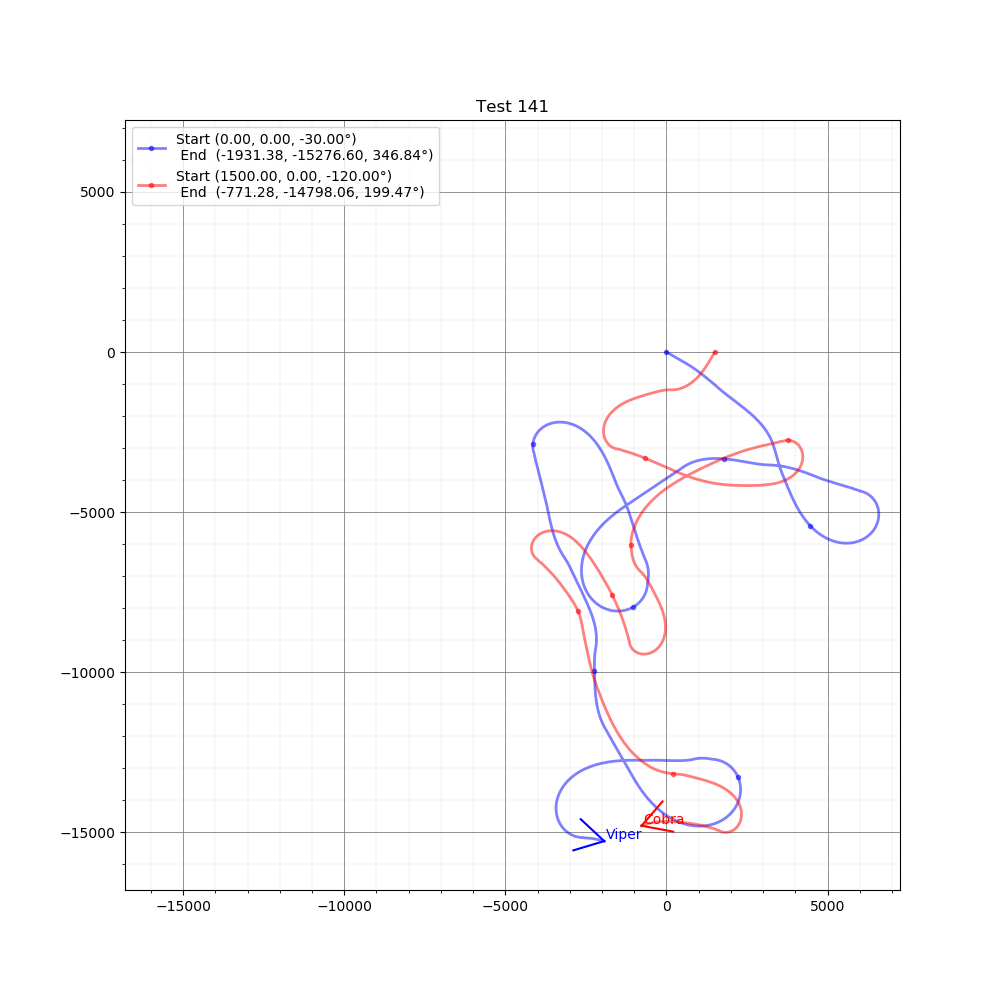 Test 141
Start (0.00, 0.00, -30.00°)
End (-1931.38, -15276.60, 346.84°)
Start (1500.00, 0.00, -120.00°)
End (-771.28, -14798.06, 199.47°)
5000
0
−5000
−10000
−15000
Cobra
Viper
−15000 −10000 −5000 0 5000